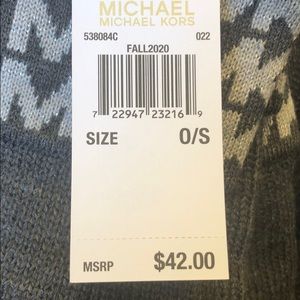 MICHAEL
MICHAEL KORS
538084C 022
FALL2020
7 22947 23216 9
SIZE O/S
MSRP $42.00